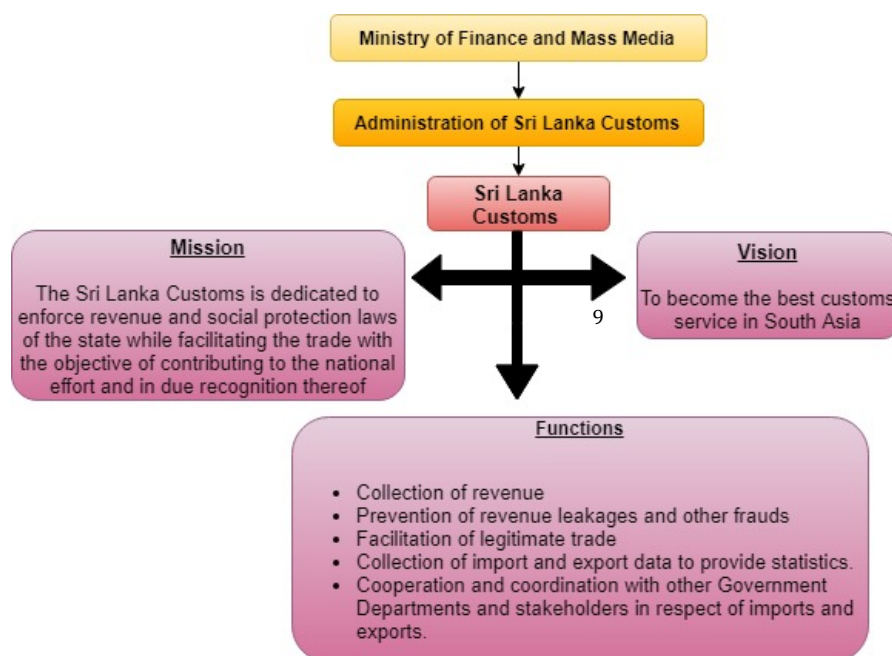 Ministry of Finance and Mass Media
Administration of Sri Lanka Customs
Sri Lanka
Customs
Mission
The Sri Lanka Customs is dedicated to
enforce revenue and social protection laws
of the state while facilitating the trade with
the objective of contributing to the national
effort and in due recognition thereof
Vision
To become the best customs
service in South Asia
9
Functions
• Collection of revenue
• Prevention of revenue leakages and other frauds
• Facilitation of legitimate trade
• Collection of import and export data to provide statistics.
• Cooperation and coordination with other Government
Departments and stakeholders in respect of imports and
exports.